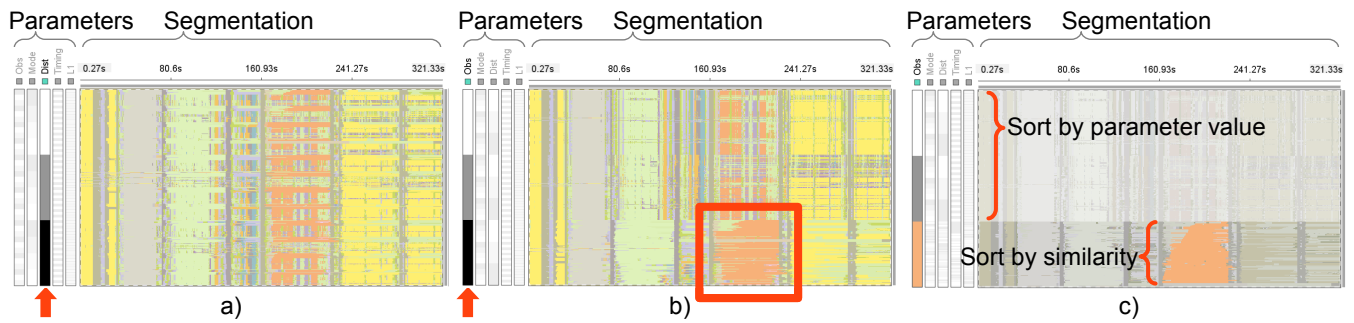 Parameters Segmentation
Obs
Mode
Dist
Timing
L1
0.27s 80.6s 160.93s 241.27s 321.33s
a)
Parameters Segmentation
Obs
Mode
Dist
Timing
L1
0.27s 80.6s 160.93s 241.27s 321.33s
b)
Parameters Segmentation
Obs
Mode
Dist
Timing
L1
0.27s 80.6s 160.93s 241.27s 321.33s
Sort by parameter value
Sort by similarity
c)